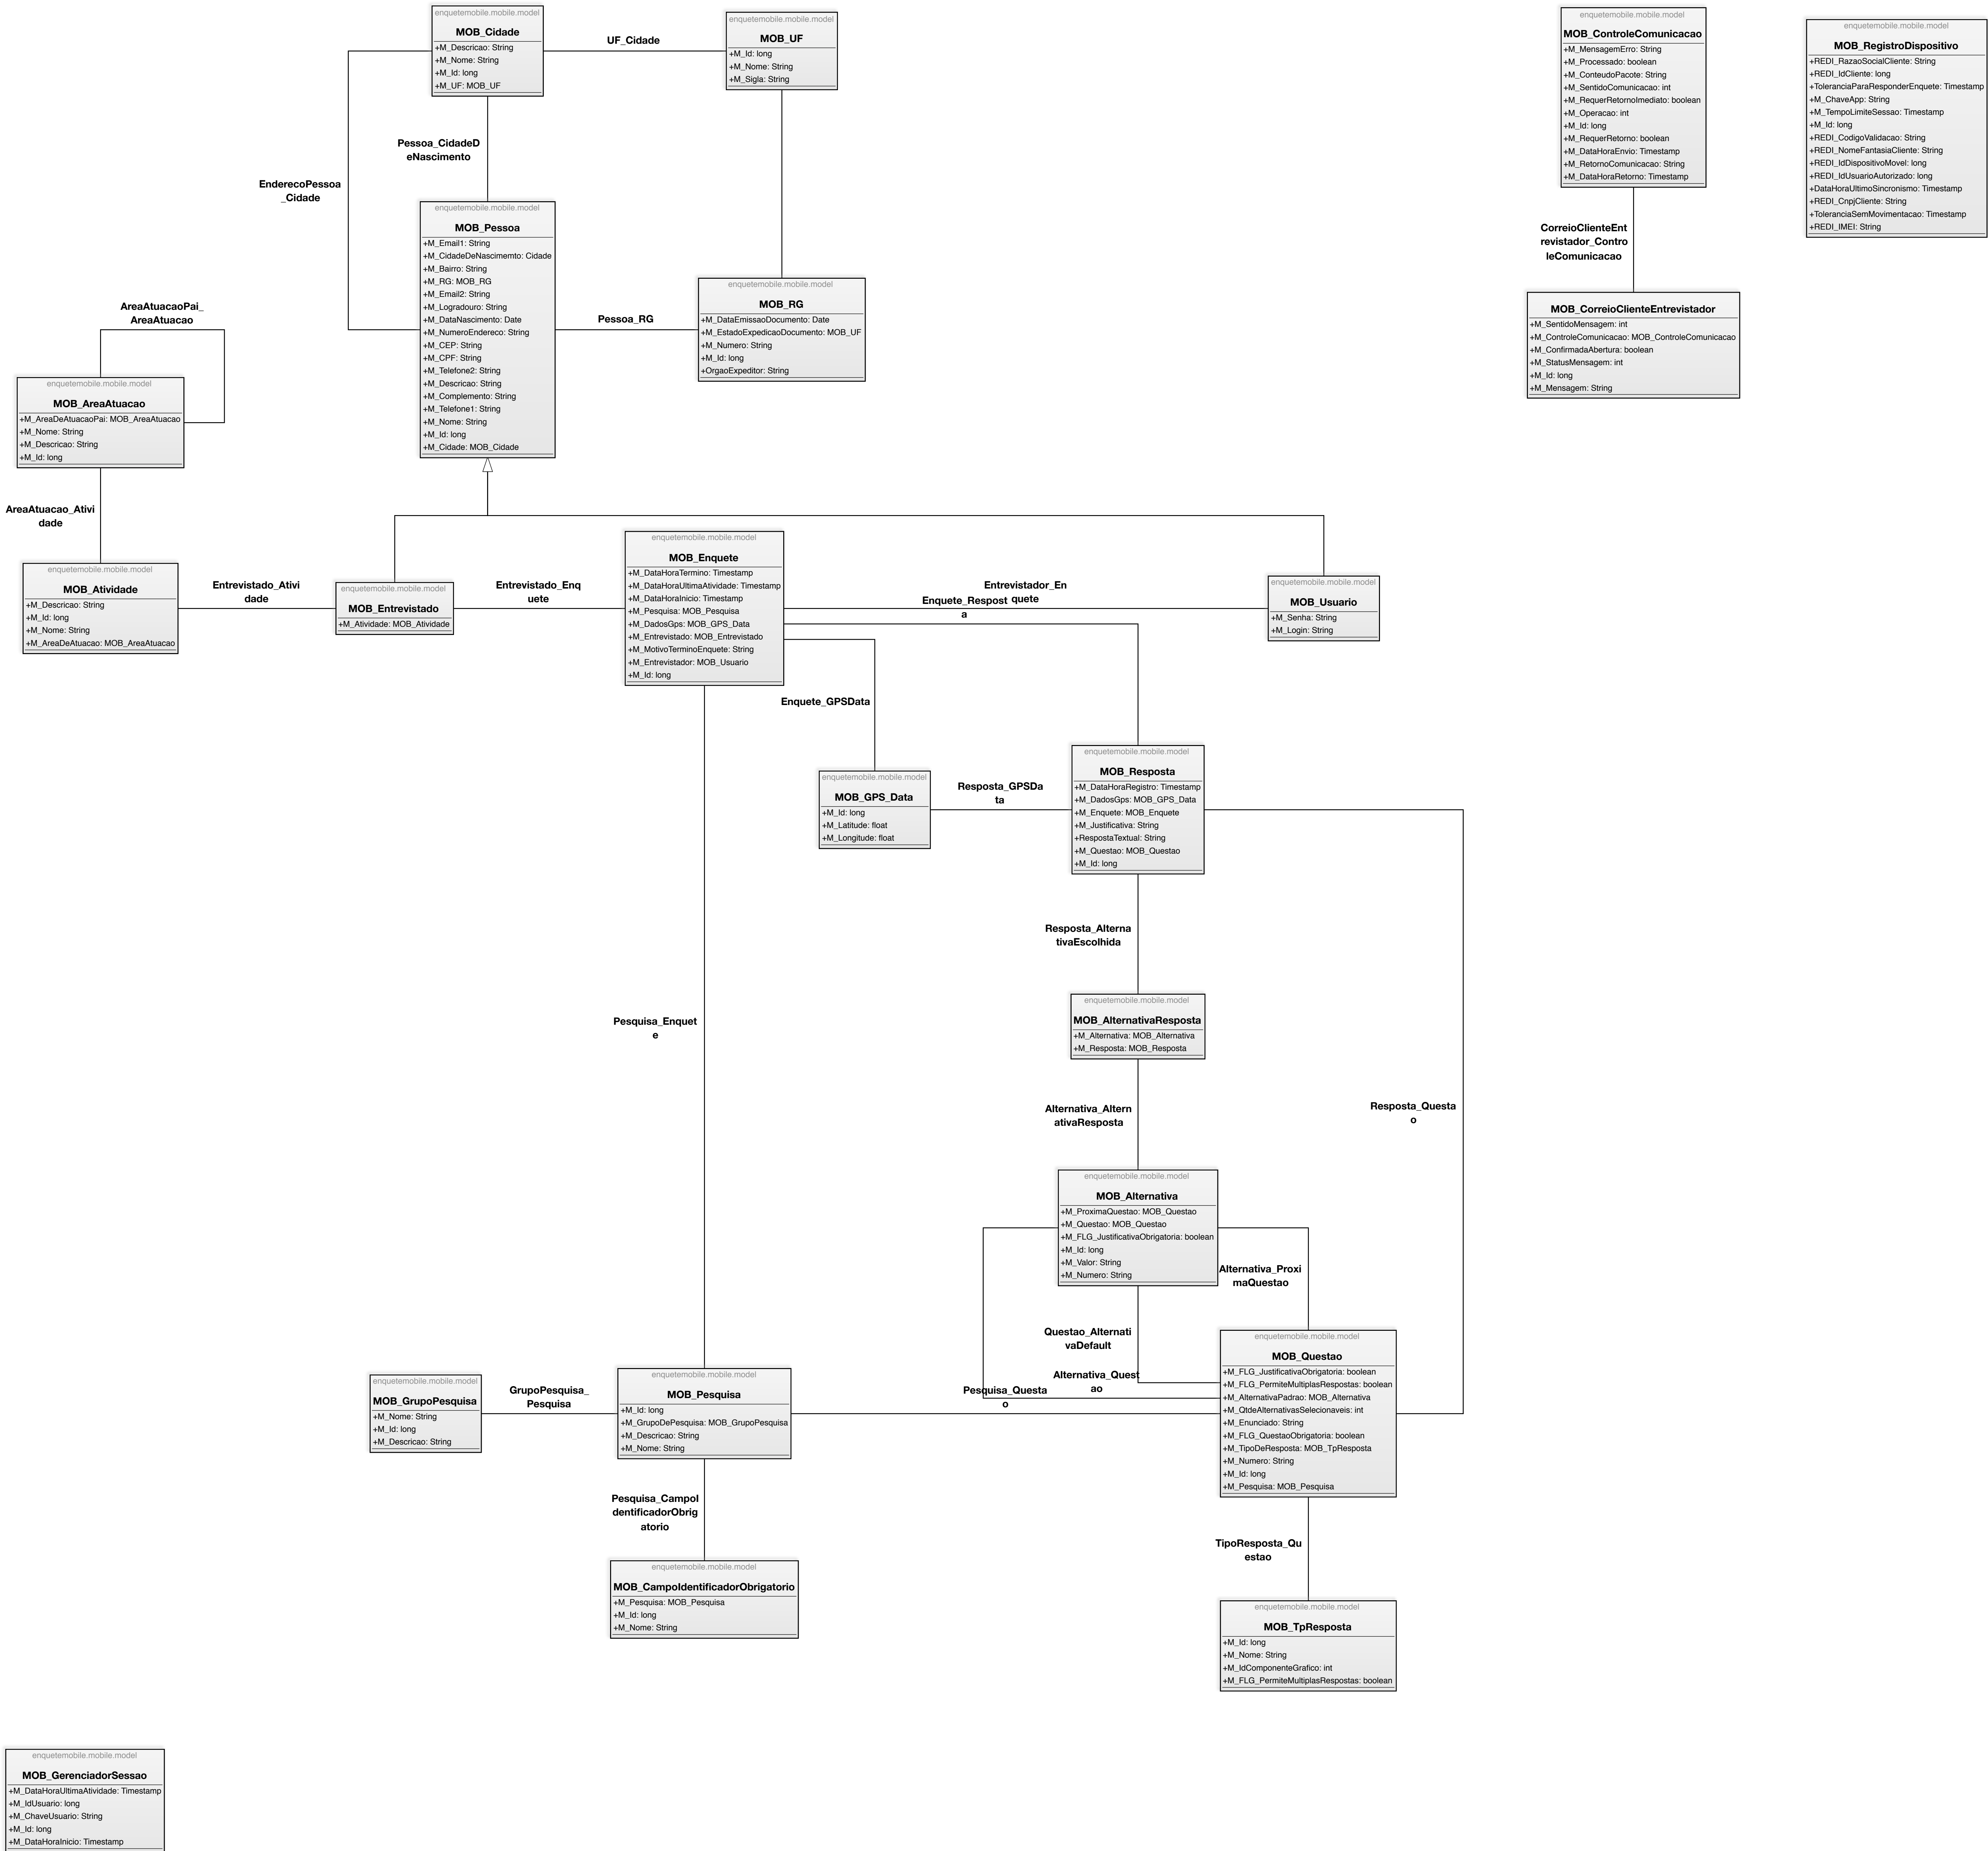 enquetemobile.mobile.model
MOB_Cidade
+M_Descricao: String
+M_Nome: String
+M_Id: long
+M_UF: MOB_UF
UF_Cidade
enquetemobile.mobile.model
MOB_UF
+M_Id: long
+M_Nome: String
+M_Sigla: String
enquetemobile.mobile.model
MOB_ControleComunicacao
+M_MensagemErro: String
+M_Processado: boolean
+M_ConteudoPacote: String
+M_SentidoComunicacao: int
+M_RequerRetornoImediato: boolean
+M_Operacao: int
+M_Id: long
+M_RequerRetorno: boolean
+M_DataHoraEnvio: Timestamp
+M_RetornoComunicacao: String
+M_DataHoraRetorno: Timestamp
enquetemobile.mobile.model
MOB_RegistroDispositivo
+REDI_RazaoSocialCliente: String
+REDI_IdCliente: long
+ToleranciaParaResponderEnquete: Timestamp
+M_ChaveApp: String
+M_TempoLimiteSessao: Timestamp
+M_Id: long
+REDI_CodigoValidacao: String
+REDI_NomeFantasiaCliente: String
+REDI_IdDispositivoMovel: long
+REDI_IdUsuarioAutorizado: long
+DataHoraUltimoSincronismo: Timestamp
+REDI_CnpjCliente: String
+ToleranciaSemMovimentacao: Timestamp
+REDI_IMEI: String
Pessoa_CidadeD
eNascimento
EnderecoPessoa
_Cidade
enquetemobile.mobile.model
MOB_Pessoa
+M_Email1: String
+M_CidadeDeNascimemto: Cidade
+M_Bairro: String
+M_RG: MOB_RG
+M_Email2: String
+M_Logradouro: String
+M_DataNascimento: Date
+M_NumeroEndereco: String
+M_CEP: String
+M_CPF: String
+M_Telefone2: String
+M_Descricao: String
+M_Complemento: String
+M_Telefone1: String
+M_Nome: String
+M_Id: long
+M_Cidade: MOB_Cidade
Pessoa_RG
enquetemobile.mobile.model
MOB_RG
+M_DataEmissaoDocumento: Date
+M_EstadoExpedicaoDocumento: MOB_UF
+M_Numero: String
+M_Id: long
+OrgaoExpeditor: String
CorreioClienteEnt
revistador_Contro
leComunicacao
enquetemobile.mobile.model
MOB_CorreioClienteEntrevistador
+M_SentidoMensagem: int
+M_ControleComunicacao: MOB_ControleComunicacao
+M_ConfirmadaAbertura: boolean
+M_StatusMensagem: int
+M_Id: long
+M_Mensagem: String
AreaAtuacaoPai_
AreaAtuacao
enquetemobile.mobile.model
MOB_AreaAtuacao
+M_AreaDeAtuacaoPai: MOB_AreaAtuacao
+M_Nome: String
+M_Descricao: String
+M_Id: long
AreaAtuacao_Ativi
dade
enquetemobile.mobile.model
MOB_Atividade
+M_Descricao: String
+M_Id: long
+M_Nome: String
+M_AreaDeAtuacao: MOB_AreaAtuacao
Entrevistado_Ativi
dade
enquetemobile.mobile.model
MOB_Entrevistado
+M_Atividade: MOB_Atividade
Entrevistado_Enq
uete
enquetemobile.mobile.model
MOB_Enquete
+M_DataHoraTermino: Timestamp
+M_DataHoraUltimaAtividade: Timestamp
+M_DataHoraInicio: Timestamp
+M_Pesquisa: MOB_Pesquisa
+M_DadosGps: MOB_GPS_Data
+M_Entrevistado: MOB_Entrevistado
+M_MotivoTerminoEnquete: String
+M_Entrevistador: MOB_Usuario
+M_Id: long
Entrevistador_En
quete
Enquete_Respost
a
enquetemobile.mobile.model
MOB_Usuario
+M_Senha: String
+M_Login: String
Enquete_GPSData
enquetemobile.mobile.model
MOB_GPS_Data
+M_Id: long
+M_Latitude: float
+M_Longitude: float
Resposta_GPSDa
ta
enquetemobile.mobile.model
MOB_Resposta
+M_DataHoraRegistro: Timestamp
+M_DadosGps: MOB_GPS_Data
+M_Enquete: MOB_Enquete
+M_Justificativa: String
+RespostaTextual: String
+M_Questao: MOB_Questao
+M_Id: long
Resposta_Alterna
tivaEscolhida
enquetemobile.mobile.model
MOB_AlternativaResposta
+M_Alternativa: MOB_Alternativa
+M_Resposta: MOB_Resposta
Pesquisa_Enquet
e
Alternativa_Altern
ativaResposta
Resposta_Questa
o
enquetemobile.mobile.model
MOB_Alternativa
+M_ProximaQuestao: MOB_Questao
+M_Questao: MOB_Questao
+M_FLG_JustificativaObrigatoria: boolean
+M_Id: long
+M_Valor: String
+M_Numero: String
Alternativa_Proxi
maQuestao
Questao_Alternati
vaDefault
Alternativa_Quest
ao
Pesquisa_Questa
o
enquetemobile.mobile.model
MOB_Questao
+M_FLG_JustificativaObrigatoria: boolean
+M_FLG_PermiteMultiplasRespostas: boolean
+M_AlternativaPadrao: MOB_Alternativa
+M_QtdeAlternativasSelecionaveis: int
+M_Enunciado: String
+M_FLG_QuestaoObrigatoria: boolean
+M_TipoDeResposta: MOB_TpResposta
+M_Numero: String
+M_Id: long
+M_Pesquisa: MOB_Pesquisa
enquetemobile.mobile.model
MOB_GrupoPesquisa
+M_Nome: String
+M_Id: long
+M_Descricao: String
GrupoPesquisa_
Pesquisa
enquetemobile.mobile.model
MOB_Pesquisa
+M_Id: long
+M_GrupoDePesquisa: MOB_GrupoPesquisa
+M_Descricao: String
+M_Nome: String
Pesquisa_CampoI
dentificadorObrig
atorio
enquetemobile.mobile.model
MOB_CampoIdentificadorObrigatorio
+M_Pesquisa: MOB_Pesquisa
+M_Id: long
+M_Nome: String
TipoResposta_Qu
estao
enquetemobile.mobile.model
MOB_TpResposta
+M_Id: long
+M_Nome: String
+M_IdComponenteGrafico: int
+M_FLG_PermiteMultiplasRespostas: boolean
enquetemobile.mobile.model
MOB_GerenciadorSessao
+M_DataHoraUltimaAtividade: Timestamp
+M_IdUsuario: long
+M_ChaveUsuario: String
+M_Id: long
+M_DataHoraInicio: Timestamp